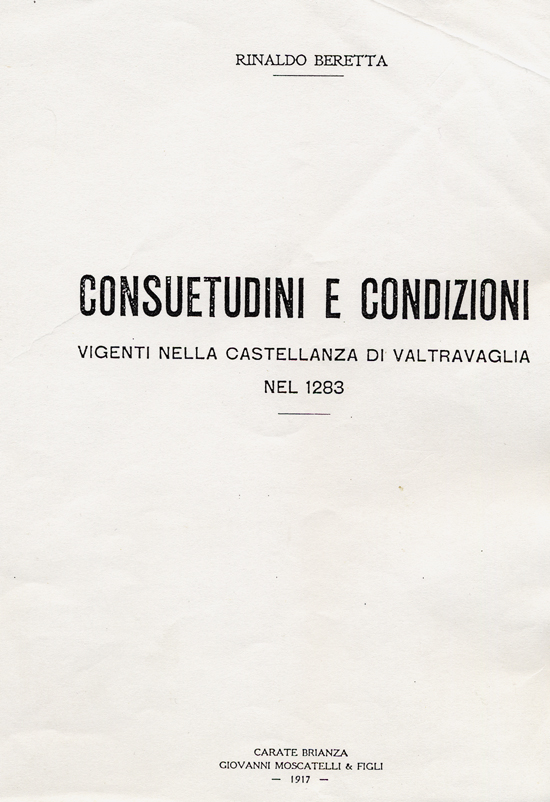 RINALDO BERETTA
CONSUETUDINI E CONDIZIONI
VIGENTI NELLA CASTELLANZA DI VALTRAVAGLIA
NEL 1283
CARATE BRIANZA
GIOVANNI MOSCATELLI & FIGLI
— 1917 —